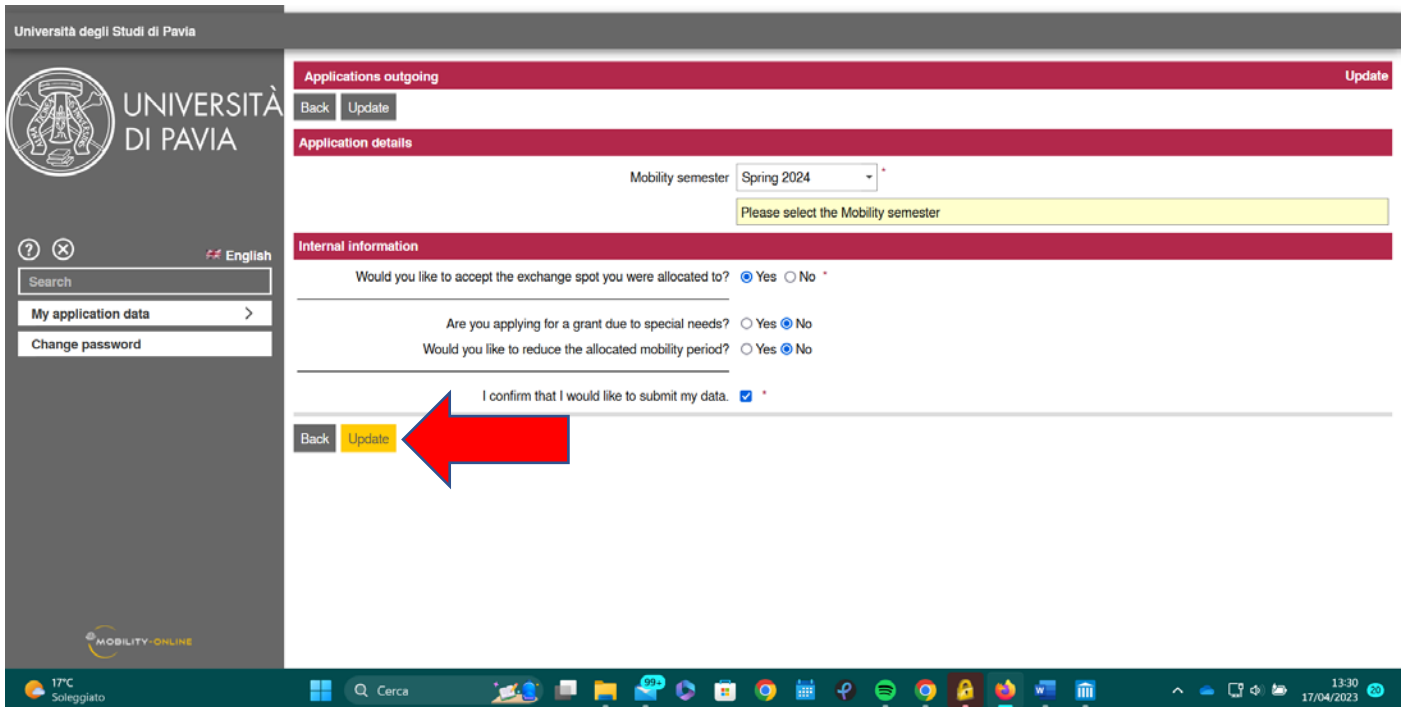 Università degli Studi di Pavia
UNIVERSITÀ
DI PAVIA
English
Search
My application data
Change password
MOBILITY-ONLINE
Applications outgoing Update
Back Update
Application details
Mobility semester Spring 2024 *
Please select the Mobility semester
Internal information
Would you like to accept the exchange spot you were allocated to? Yes No *
Are you applying for a grant due to special needs? Yes No
Would you like to reduce the allocated mobility period? Yes No
I confirm that I would like to submit my data. *
Back Update
17°C
Soleggiato
Cerca
99+
13:30
17/04/2023
20